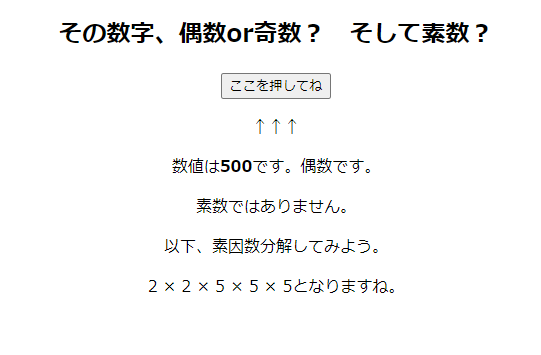 その数字、偶数or奇数？　そして素数？
ここを押してね
↑↑↑
数値は500です。偶数です。
素数ではありません。
以下、素因数分解してみよう。
2 × 2 × 5 × 5 × 5となりますね。